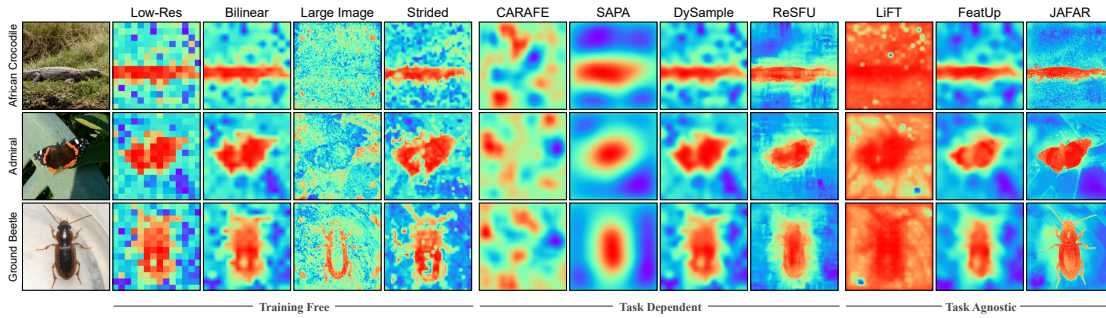 Low-Res Bilinear Large Image Strided CARAFE SAPA DySample ReSFU LiFT FeatUp JAFAR
African Crocodile
Admiral
Ground Beetle
Training Free Task Dependent Task Agnostic